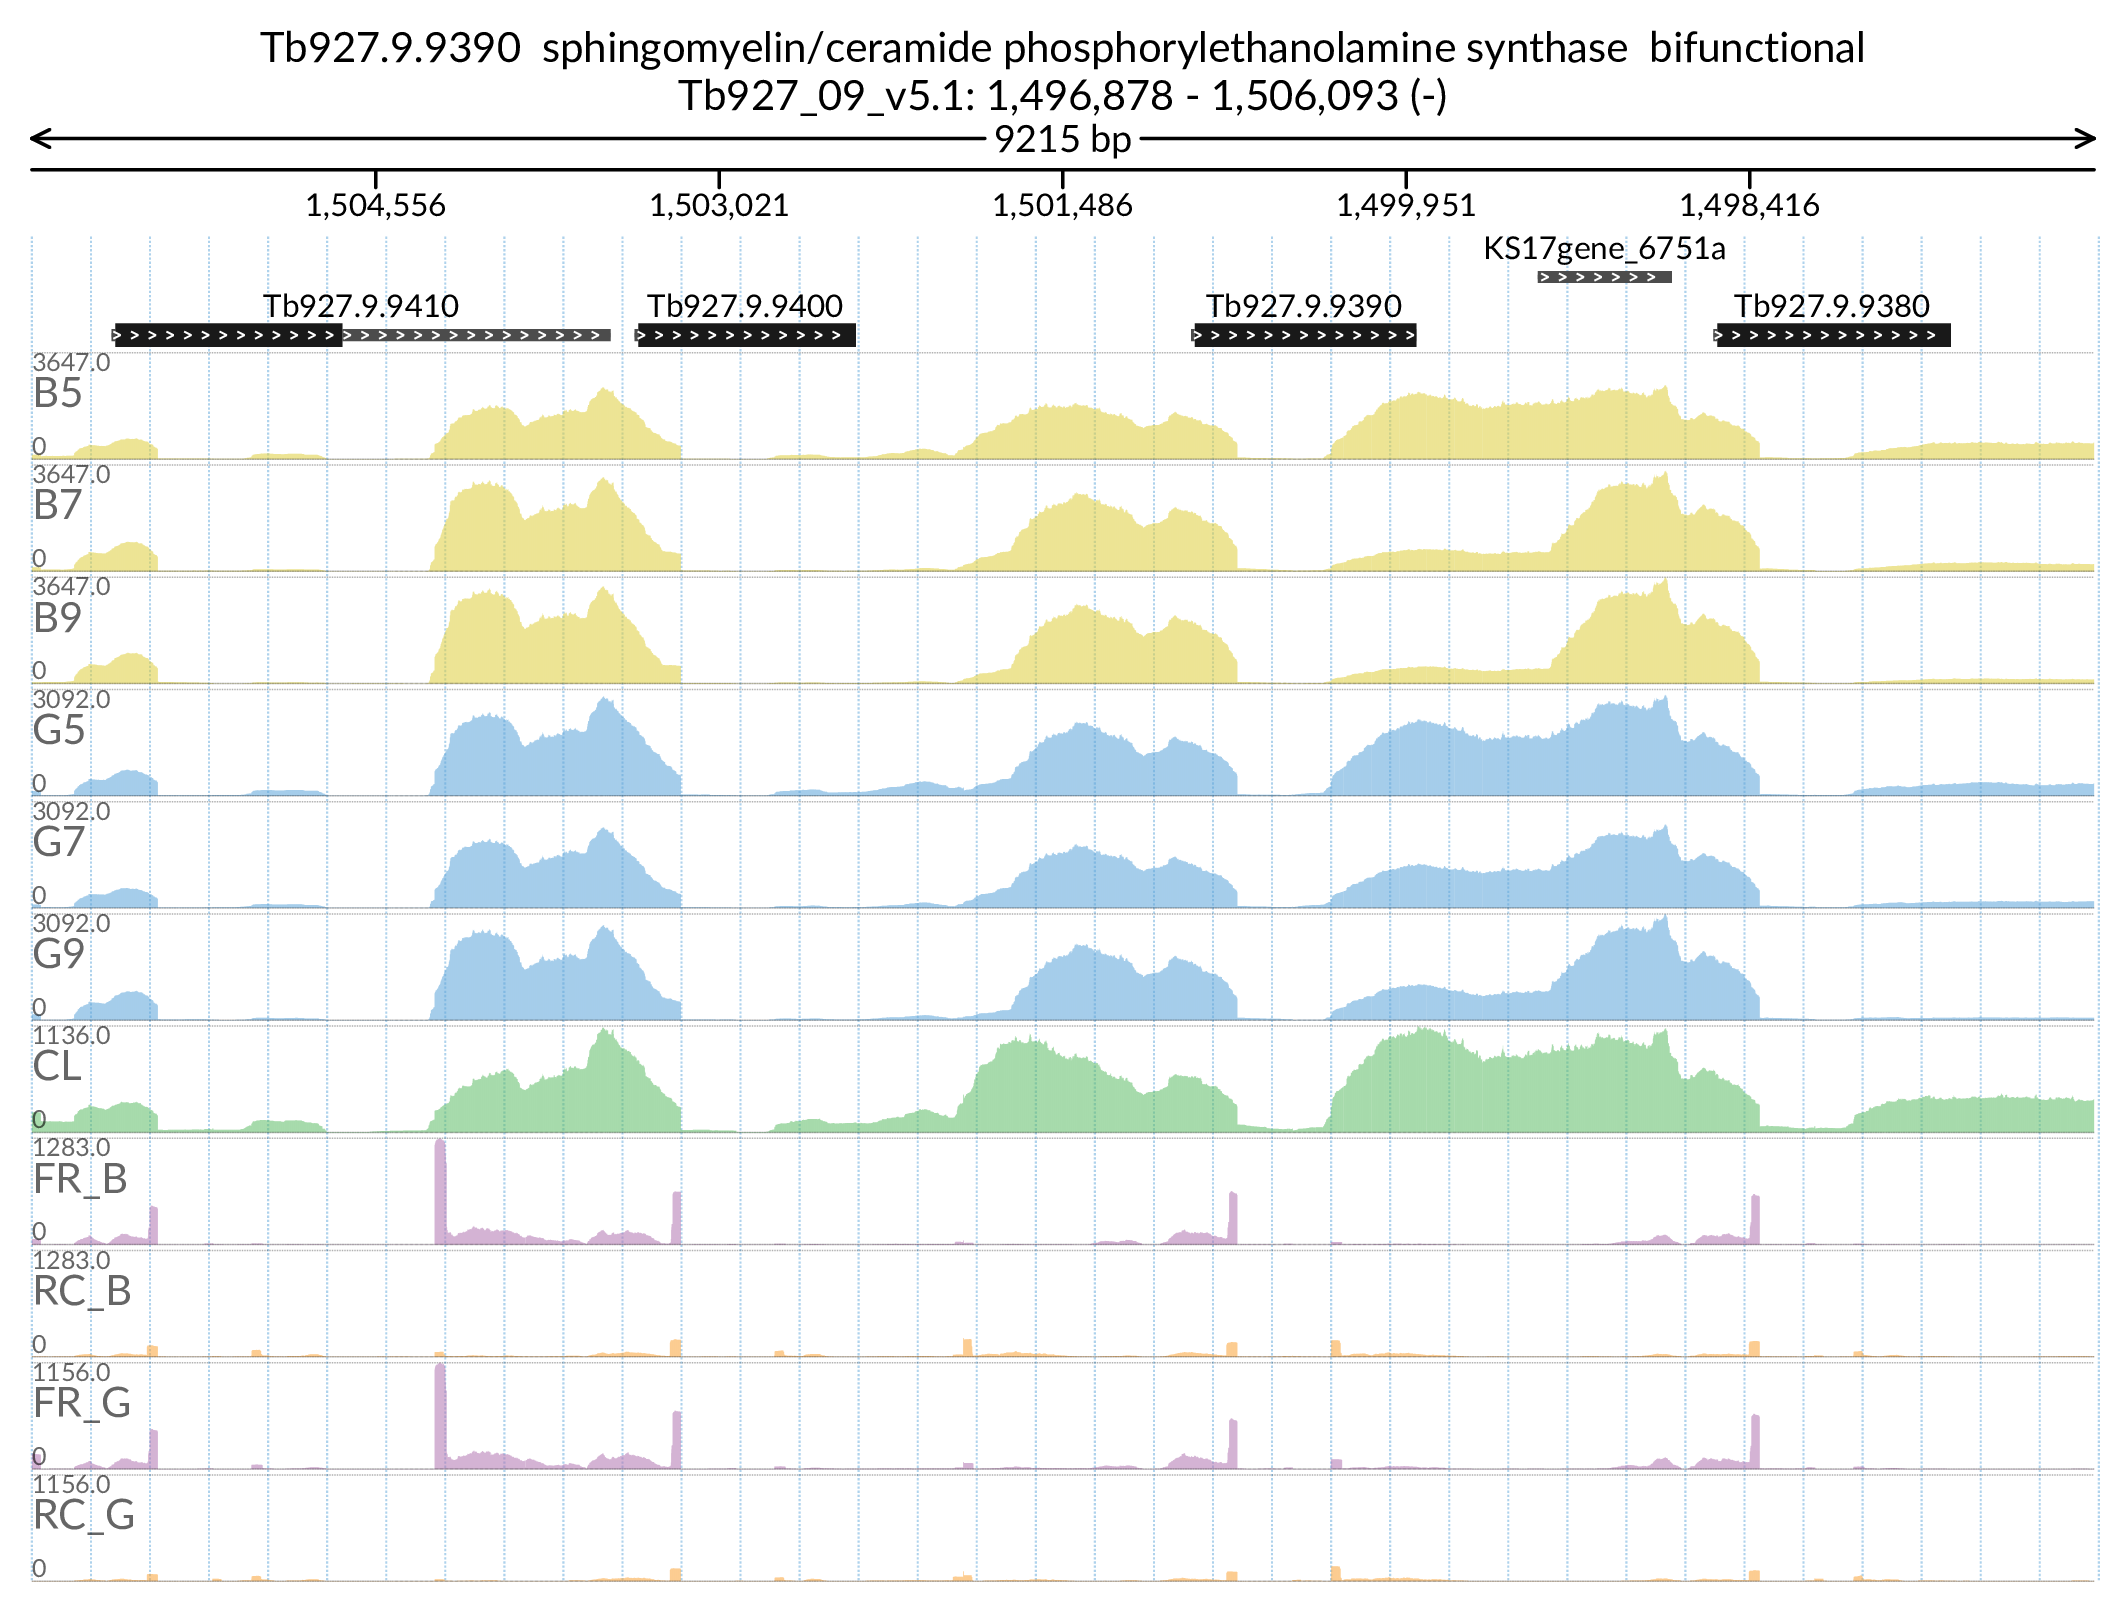 Tb927.9.9390  sphingomyelin/ceramide phosphorylethanolamine synthase  bifunctional
Tb927_09_v5.1: 1,496,878 - 1,506,093 (-)
9215 bp
1,504,556 1,503,021 1,501,486 1,499,951 1,498,416
KS17gene_6751a
Tb927.9.9410 Tb927.9.9400 Tb927.9.9390 Tb927.9.9380
3647.0
B5
0
3647.0
B7
0
3647.0
B9
0
3092.0
G5
0
3092.0
G7
0
3092.0
G9
0
1136.0
CL
0
1283.0
FR_B
0
1283.0
RC_B
0
1156.0
FR_G
0
1156.0
RC_G
0